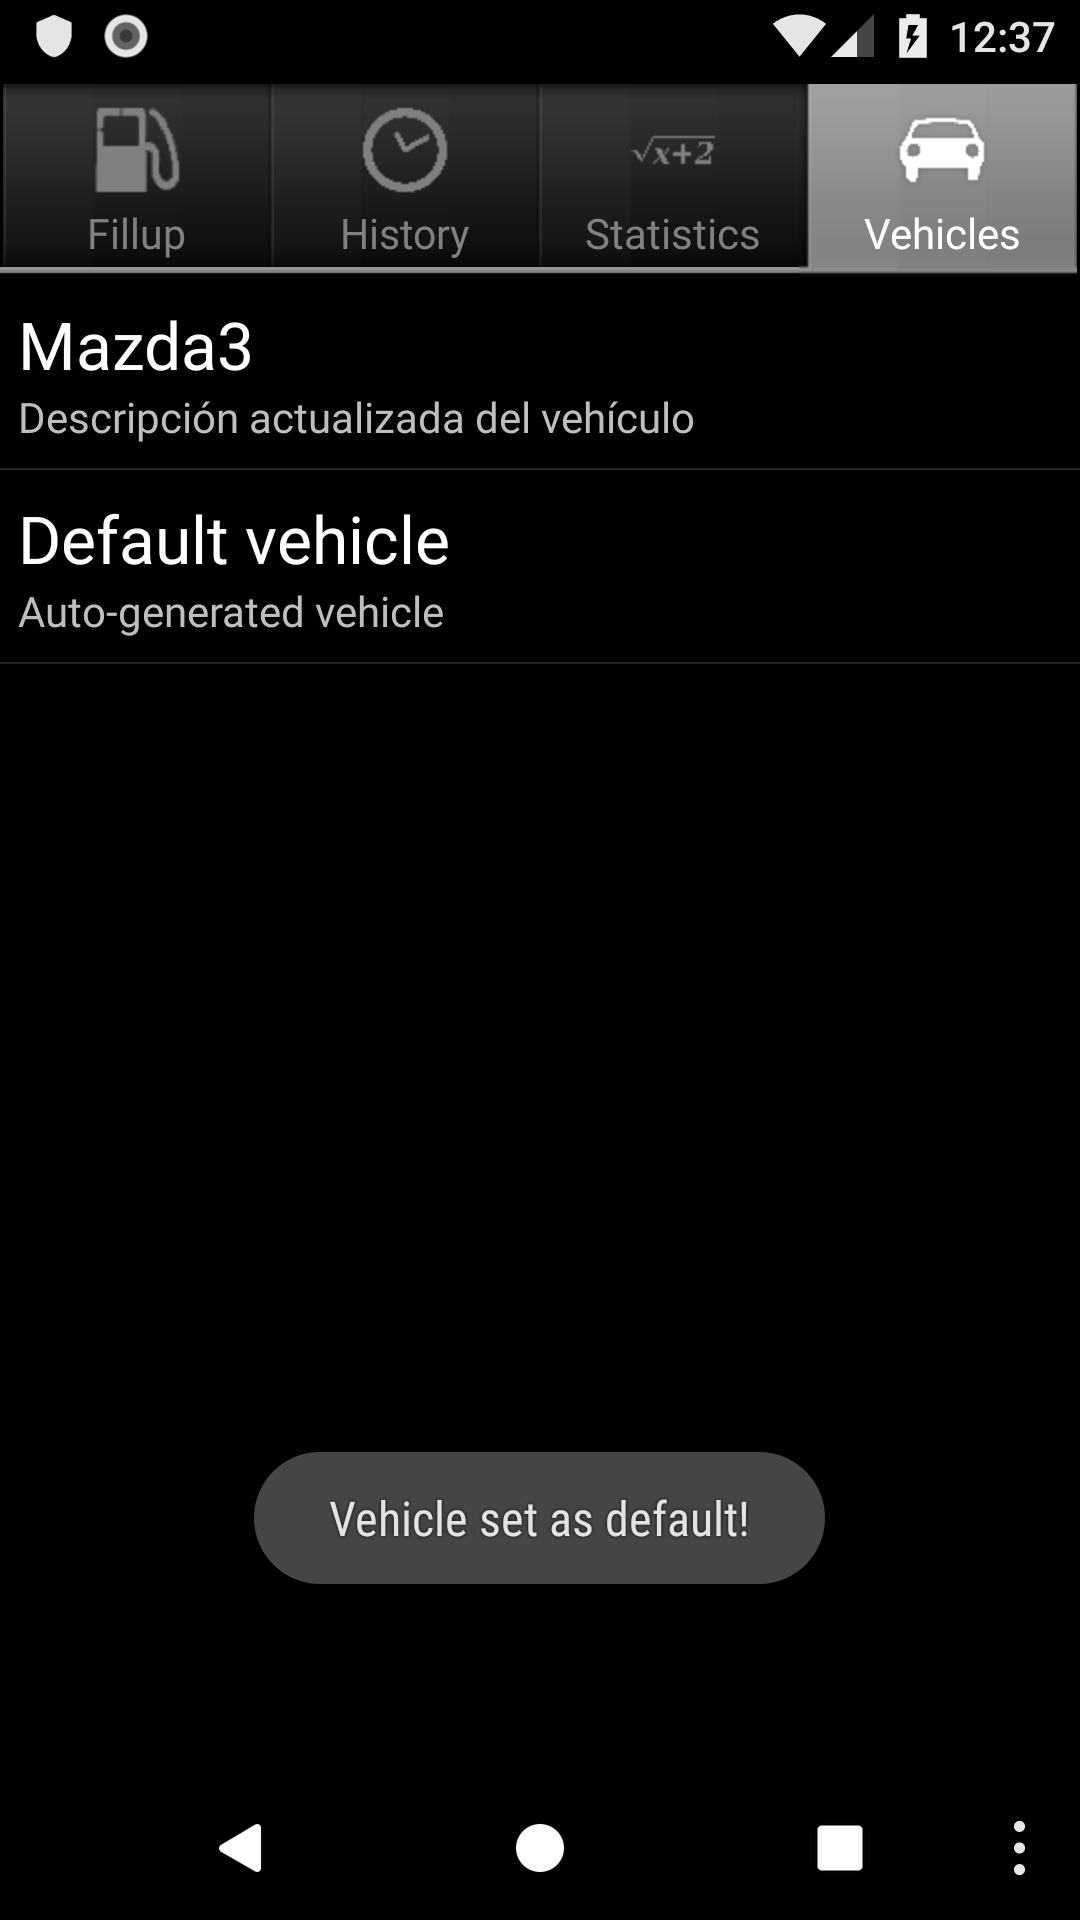 12:37
Fillup
History
√x+2
Statistics
Vehicles
Mazda3
Descripción actualizada del vehículo
Default vehicle
Auto-generated vehicle
Vehicle set as default!